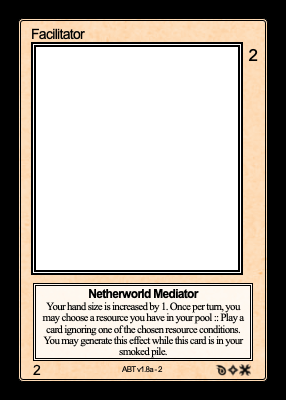 Facilitator
2
Netherworld Mediator
Your hand size is increased by 1. Once per turn, you
may choose a resource you have in your pool :: Play a
card ignoring one of the chosen resource conditions.
You may generate this effect while this card is in your
smoked pile.
2
ABT v1.8a - 2